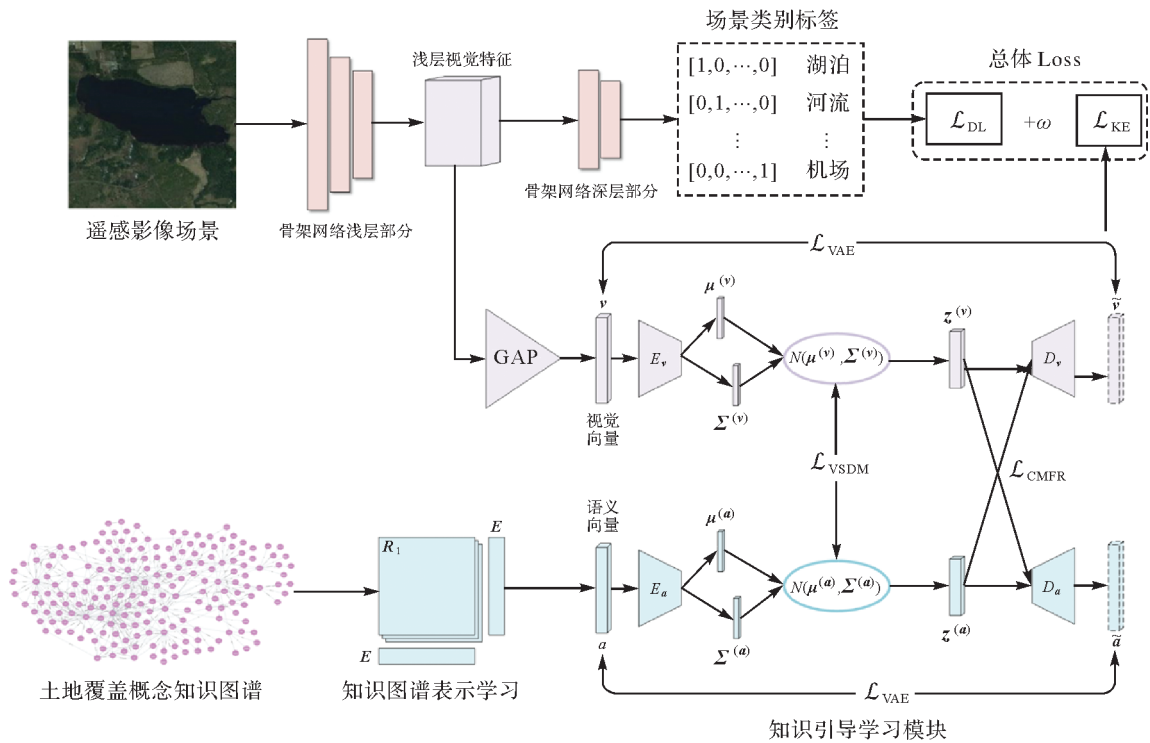 场景类别标签
浅层视觉特征
总体 Loss
[1,0,⋯,0] 湖泊
[0,1,⋯,0] 河流
⋮ ⋮
[0,0,⋯,1] 机场
ℒDL +ω ℒKE
骨架网络深层部分
遥感影像场景
骨架网络浅层部分
ℒVAE
v
μ(v)
z(v)
ṽ
GAP
Ev
N(μ(v),Σ(v))
Dv
Σ(v)
视觉
向量
ℒVSDM
ℒCMFR
语义
向量
E
μ(a)
R1
Ea
N(μ(a),Σ(a))
Da
a
z(a)
ã
E
Σ(a)
土地覆盖概念知识图谱
知识图谱表示学习
ℒVAE
知识引导学习模块